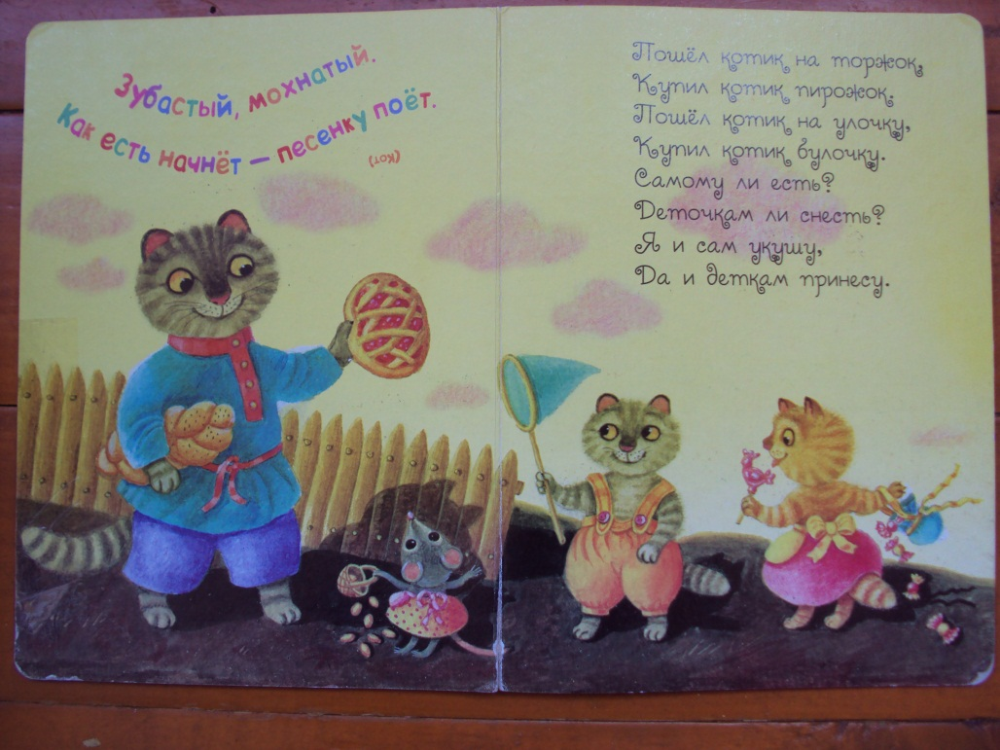 Зубастый, мохнатый.
Как есть начнёт — песенку поёт.
(Кот)
Пошёл котик на торжок,
Купил котик пирожок.
Пошёл котик на улочку,
Купил котик булочку.
Самому ли есть?
Деточкам ли снесть?
Я и сам укушу,
Да и деткам принесу.